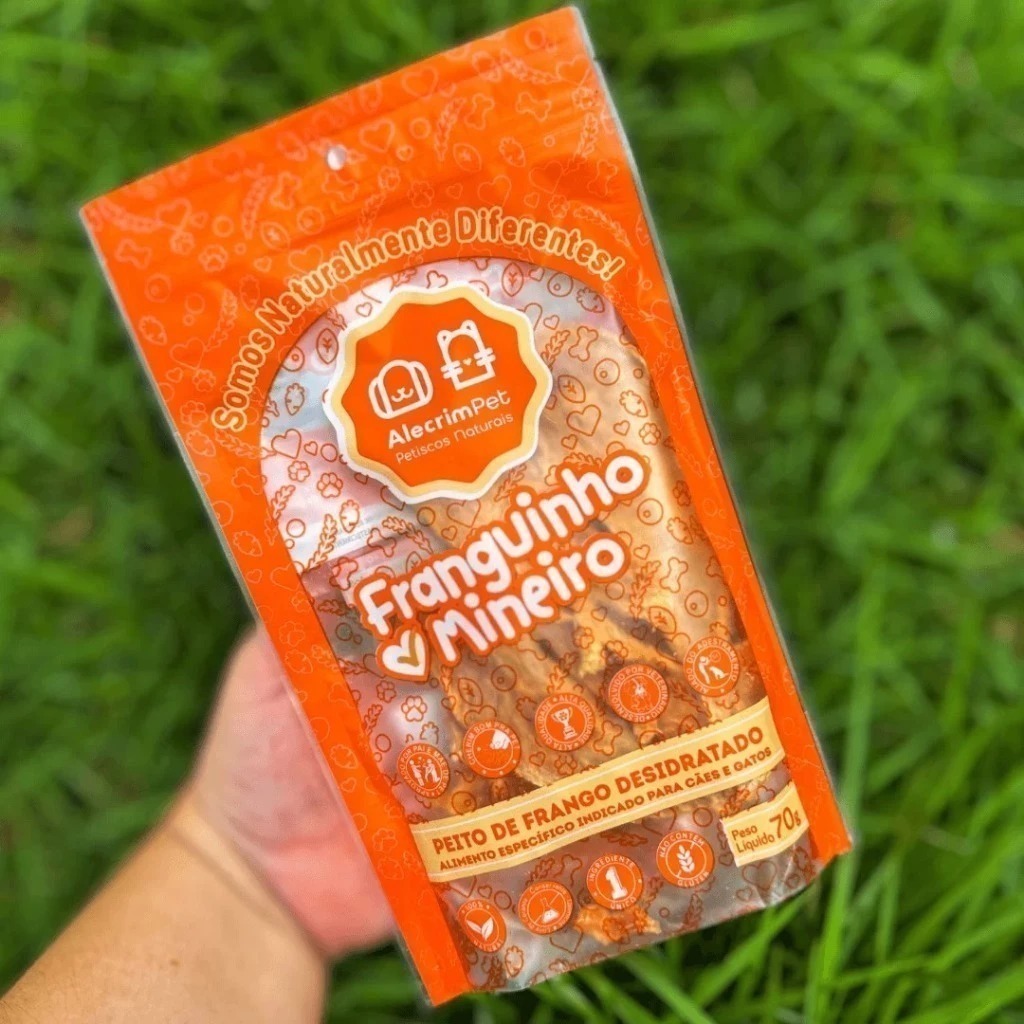 Somos Naturalmente Diferentes!
AlecrimPet
Petiscos Naturais
Franguinho
Mineiro
PEITO DE FRANGO DESIDRATADO
ALIMENTO ESPECÍFICO INDICADO PARA CÃES E GATOS
Peso
Líquido 70g
INGREDIENTE
1
ÚNICO
NÃO CONTÉM
GLÚTEN